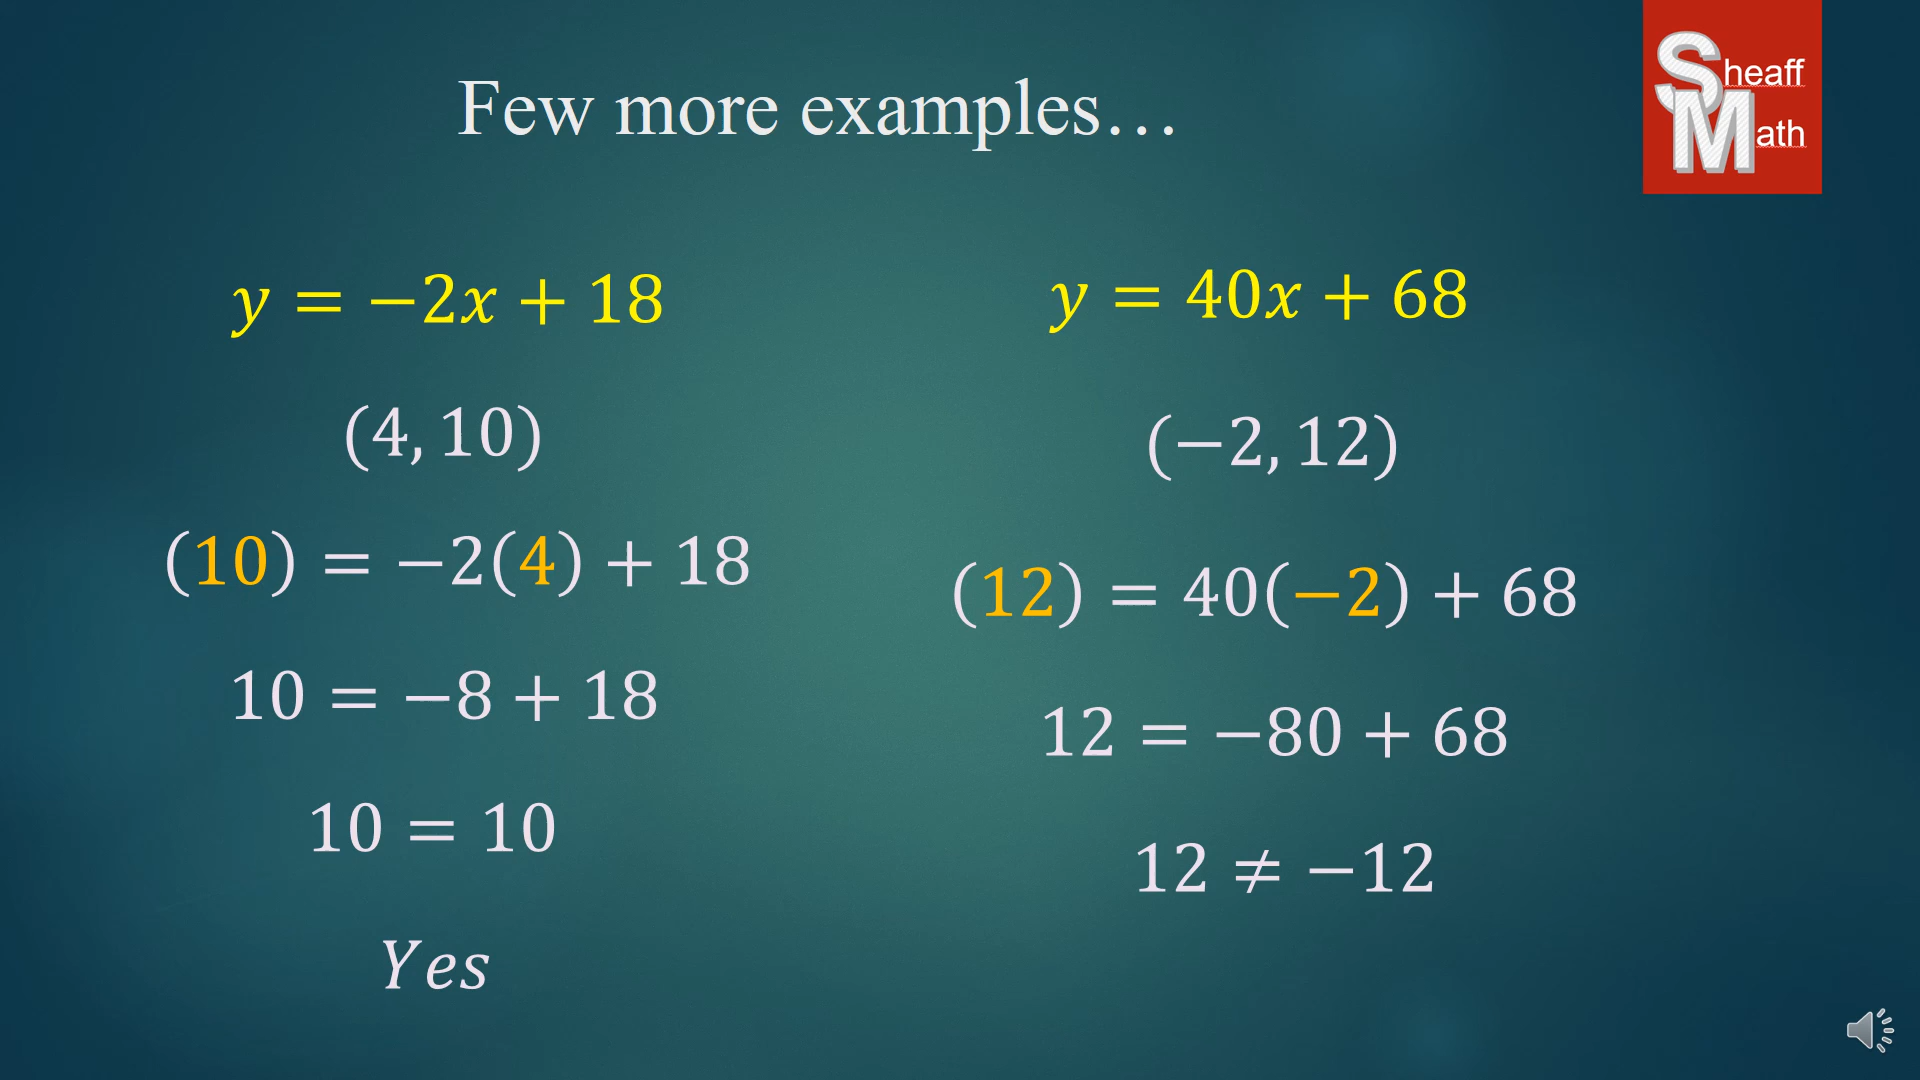 Few more examples…
Sheaff
Math
y = −2x + 18
(4, 10)
(10) = −2(4) + 18
10 = −8 + 18
10 = 10
Yes
y = 40x + 68
(−2, 12)
(12) = 40(−2) + 68
12 = −80 + 68
12 ≠ −12